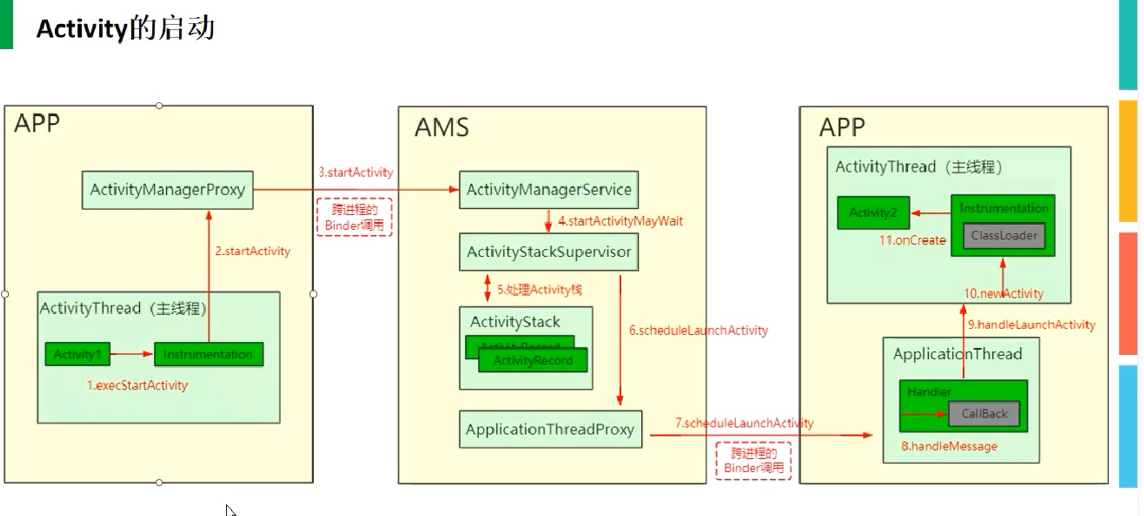 Activity的启动
APP
ActivityManagerProxy
2.startActivity
ActivityThread（主线程）
Activity1
Instrumentation
1.execStartActivity
3.startActivity
跨进程的
Binder调用
AMS
ActivityManagerService
4.startActivityMayWait
ActivityStackSupervisor
5.处理Activity栈
ActivityStack
ActivityRecord
ActivityRecord
6.scheduleLaunchActivity
ApplicationThreadProxy
7.scheduleLaunchActivity
跨进程的
Binder调用
APP
ActivityThread（主线程）
Activity2
Instrumentation
ClassLoader
11.onCreate
10.newActivity
9.handleLaunchActivity
ApplicationThread
Handler
CallBack
8.handleMessage